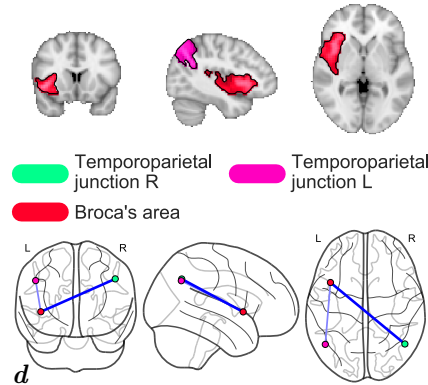 Temporoparietal
junction R
Temporoparietal
junction L
Broca's area
L R
L R
d